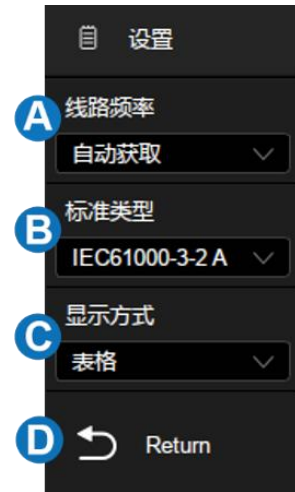 设置
A 线路频率
自动获取
B 标准类型
IEC61000-3-2 A
C 显示方式
表格
D Return